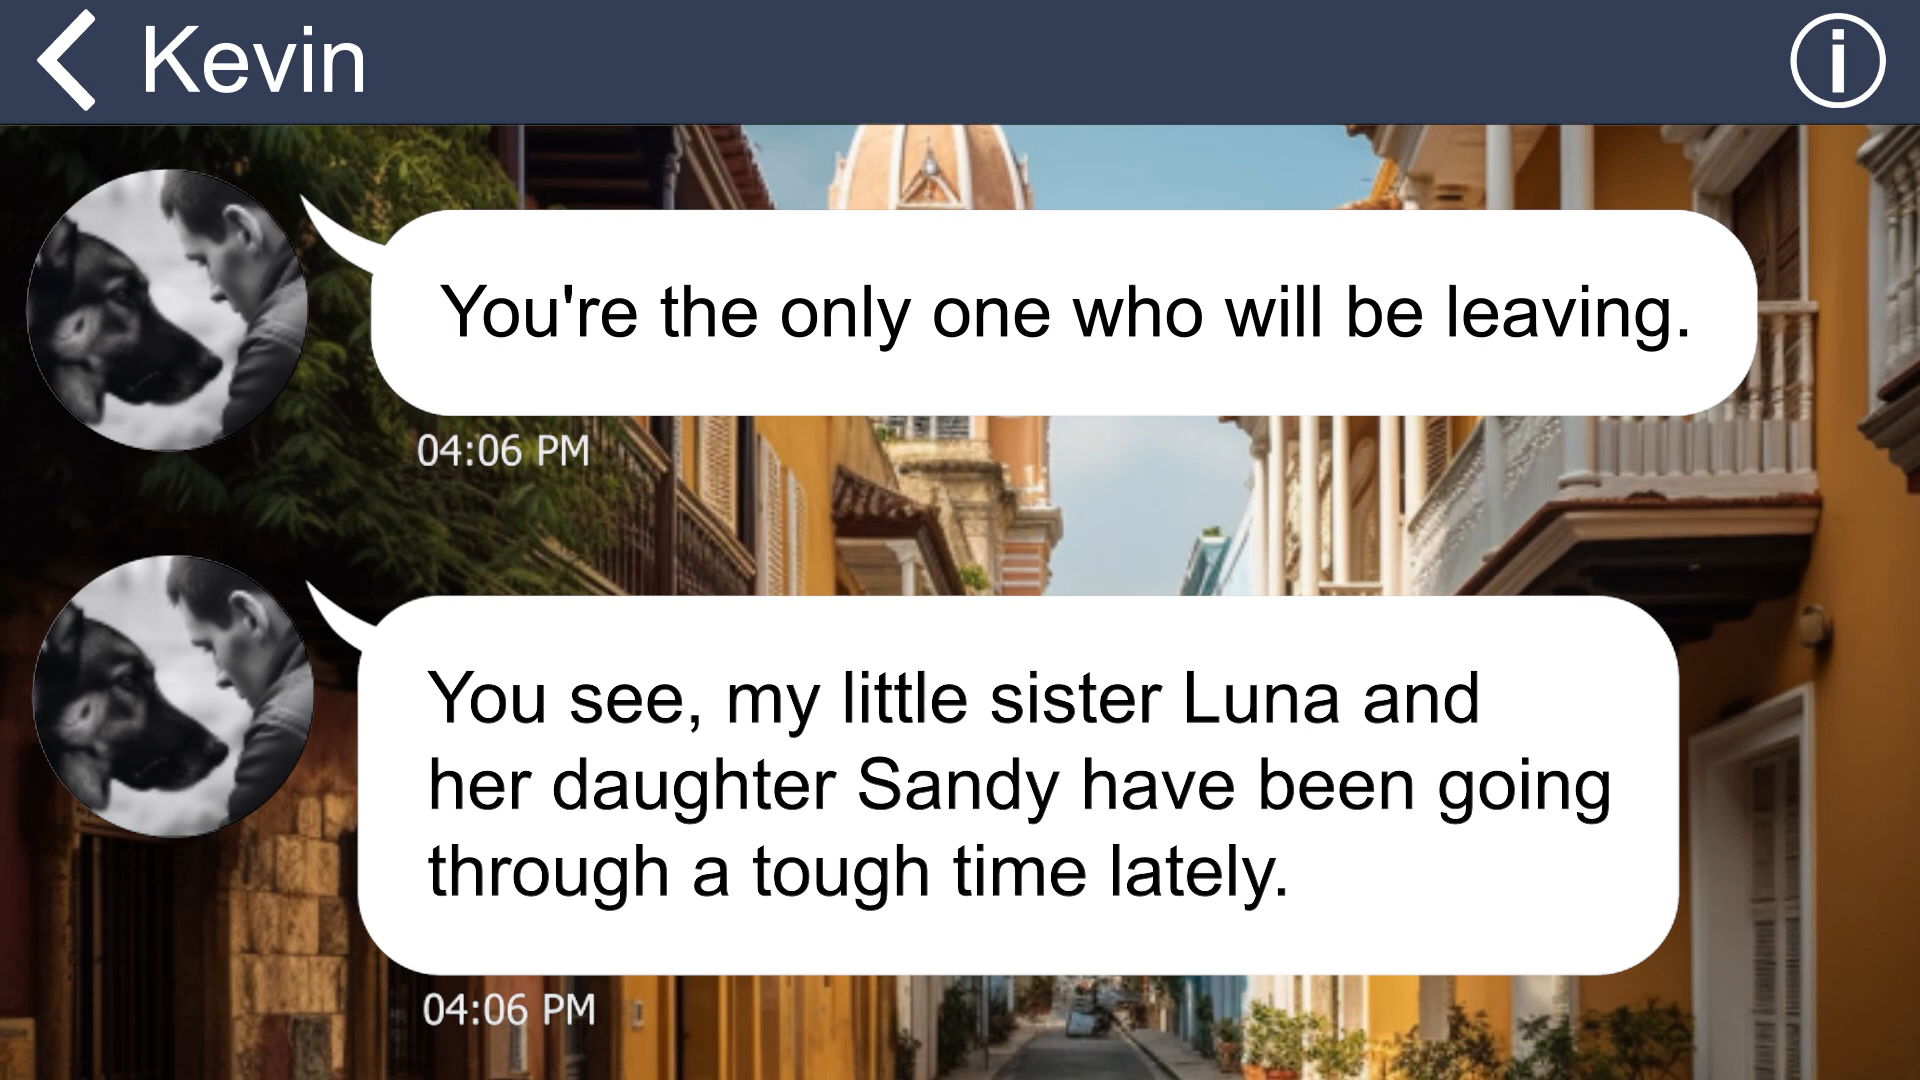 Kevin
You're the only one who will be leaving.
04:06 PM
You see, my little sister Luna and
her daughter Sandy have been going
through a tough time lately.
04:06 PM